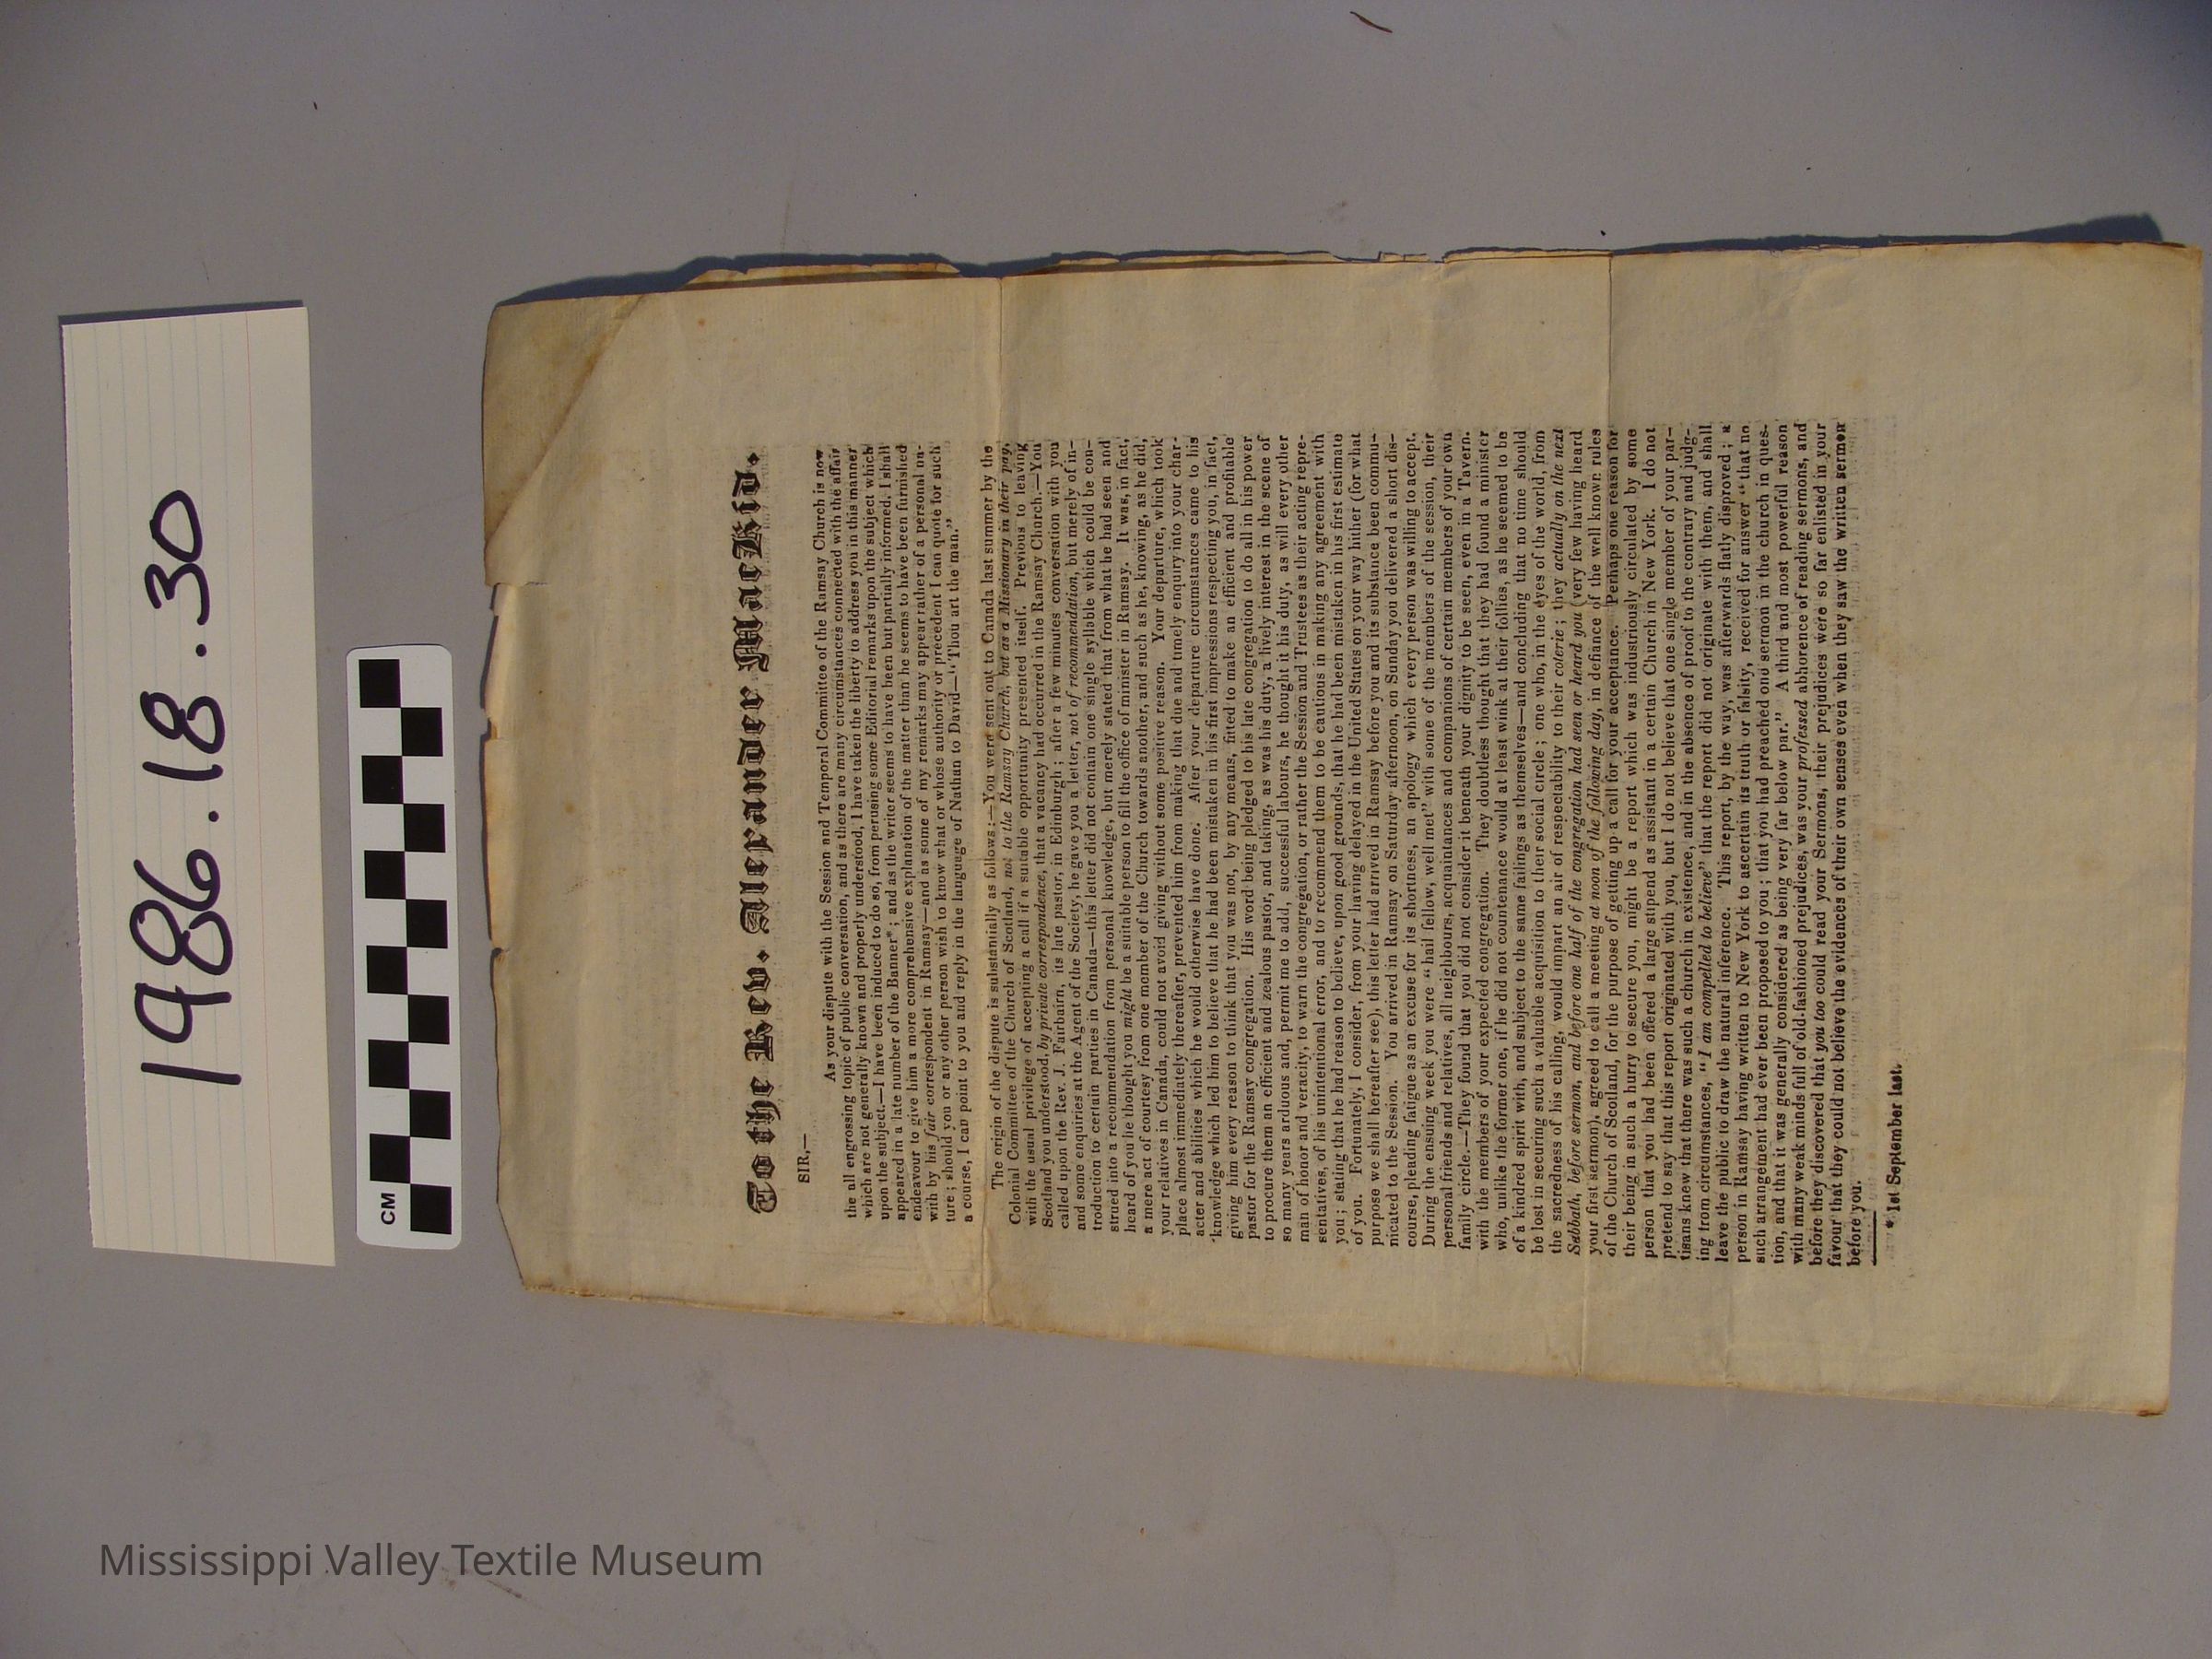 1986.18.30
CM
To the Rev. Alexander MacKid.
SIR,—
As your dispute with the Session and Temporal Committee of the Ramsay Church is now
the all engrossing topic of public conversation, and as there are many circumstances connected with the affair
which are not generally known and properly understood, I have taken the liberty to address you in this manner
upon the subject.—I have been induced to do so, from perusing some Editorial remarks upon the subject which
appeared in a late number of the Banner*; and as the writer seems to have been but partially informed, I shall
endeavour to give him a more comprehensive explanation of the matter than he seems to have been furnished
with by his fair correspondent in Ramsay—and as some of my remarks may appear rather of a personal na-
ture; should you or any other person wish to know what or whose authority or precedent I can quote for such
a course, I can point to you and reply in the language of Nathan to David—"Thou art the man."
The origin of the dispute is substantially as follows:—You were sent out to Canada last summer by the
Colonial Committee of the Church of Scotland, not to the Ramsay Church, but as a Missionary in their pay,
with the usual privilege of accepting a call if a suitable opportunity presented itself. Previous to leaving
Scotland you understood, by private correspondence, that a vacancy had occurred in the Ramsay Church.—You
called upon the Rev. J. Fairbairn, its late pastor, in Edinburgh; after a few minutes conversation with you
and some enquiries at the Agent of the Society, he gave you a letter, not of recommendation, but merely of in-
troduction to certain parties in Canada—this letter did not contain one single syllable which could be con-
strued into a recommendation from personal knowledge, but merely stated that from what he had seen and
heard of you he thought you might be a suitable person to fill the office of minister in Ramsay. It was, in fact,
a mere act of courtesy from one member of the Church towards another, and such as he, knowing, as he did,
your relatives in Canada, could not avoid giving without some positive reason. Your departure, which took
place almost immediately thereafter, prevented him from making that due and timely enquiry into your char-
acter and abilities which he would otherwise have done. After your departure circumstances came to his
knowledge which led him to believe that he had been mistaken in his first impressions respecting you, in fact,
giving him every reason to think that you was not, by any means, fitted to make an efficient and profitable
pastor for the Ramsay congregation. His word being pledged to his late congregation to do all in his power
to procure them an efficient and zealous pastor, and taking, as was his duty, a lively interest in the scene of
so many years arduous and, permit me to add, successful labours, he thought it his duty, as will every other
man of honor and veracity, to warn the congregation, or rather the Session and Trustees as their acting repre-
sentatives, of his unintentional error, and to recommend them to be cautious in making any agreement with
you; stating that he had reason to believe, upon good grounds, that he had been mistaken in his first estimate
of you. Fortunately, I consider, from your having delayed in the United States on your way hither (for what
purpose we shall hereafter see), this letter had arrived in Ramsay before you and its substance been commu-
nicated to the Session. You arrived in Ramsay on Saturday afternoon, on Sunday you delivered a short dis-
course, pleading fatigue as an excuse for its shortness, an apology which every person was willing to accept.
During the ensuing week you were "hail fellow, well met" with some of the members of the session, their
personal friends and relatives, all neighbours, acquaintances and companions of certain members of your own
family circle.—They found that you did not consider it beneath your dignity to be seen, even in a Tavern.
with the members of your expected congregation. They doubtless thought that they had found a minister
who, unlike the former one, if he did not countenance would at least wink at their follies, as he seemed to be
of a kindred spirit with, and subject to the same failings as themselves—and concluding that no time should
be lost in securing such a valuable acquisition to their social circle; one who, in the eyes of the world, from
the sacredness of his calling, would impart an air of respectability to their coterie; they actually on the next
Sabbath, before sermon, and before one half of the congregation had seen or heard you (very few having heard
your first sermon), agreed to call a meeting at noon of the following day, in defiance of the well known rules
of the Church of Scotland, for the purpose of getting up a call for your acceptance. Perhaps one reason for
their being in such a hurry to secure you, might be a report which was industriously circulated by some
person that you had been offered a large stipend as assistant in a certain Church in New York. I do not
pretend to say that this report originated with you, but I do not believe that one single member of your par-
tisans knew that there was such a church in existence, and in the absence of proof to the contrary and judg-
ing from circumstances, "I am compelled to believe" that the report did not originate with them, and shall
leave the public to draw the natural inference. This report, by the way, was afterwards flatly disproved; a
person in Ramsay having written to New York to ascertain its truth or falsity, received for answer "that no
such arrangement had ever been proposed to you; that you had preached one sermon in the church in ques-
tion, and that it was generally considered as being very far below par." A third and most powerful reason
with many weak minds full of old-fashioned prejudices, was your professed abhorence of reading sermons, and
before they discovered that you too could read your Sermons, their prejudices were so far enlisted in your
favour that they could not believe the evidences of their own senses even when they saw the written sermon
before you.
* 1st September last.
Mississippi Valley Textile Museum